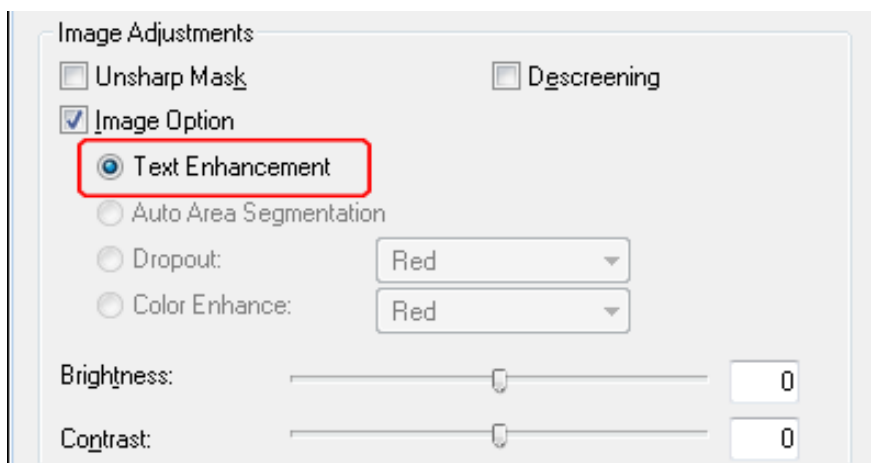 Image Adjustments
Unsharp Mask Descreening
Image Option
Text Enhancement
Auto Area Segmentation
Dropout: Red
Color Enhance: Red
Brightness: 0
Contrast: 0